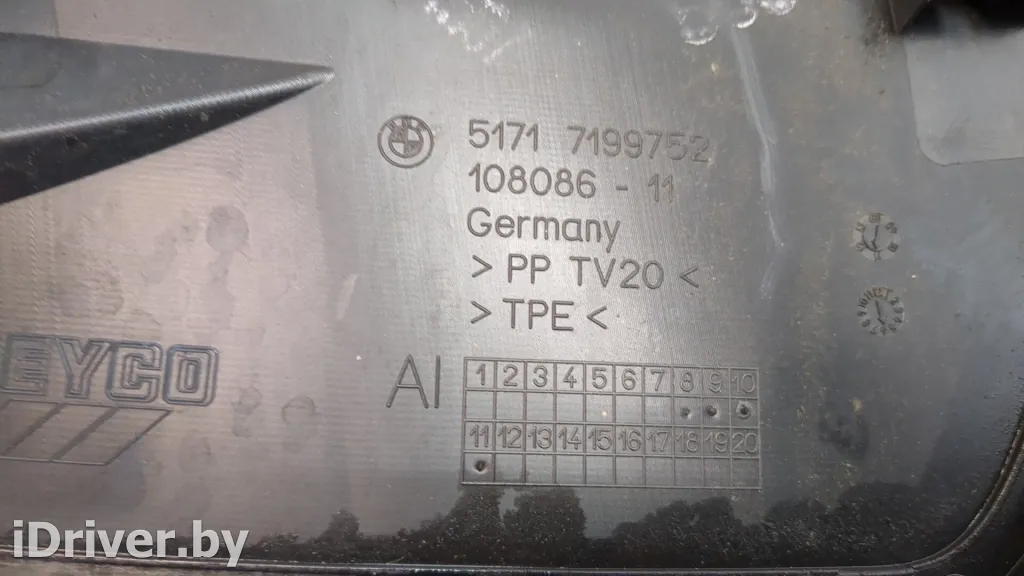 5171 7199752
108086 - 11
Germany
> PP TV20 <
> TPE <
EYCO
AI
1 2 3 4 5 6 7 8 9 10
11 12 13 14 15 16 17 18 19 20
iDriver.by